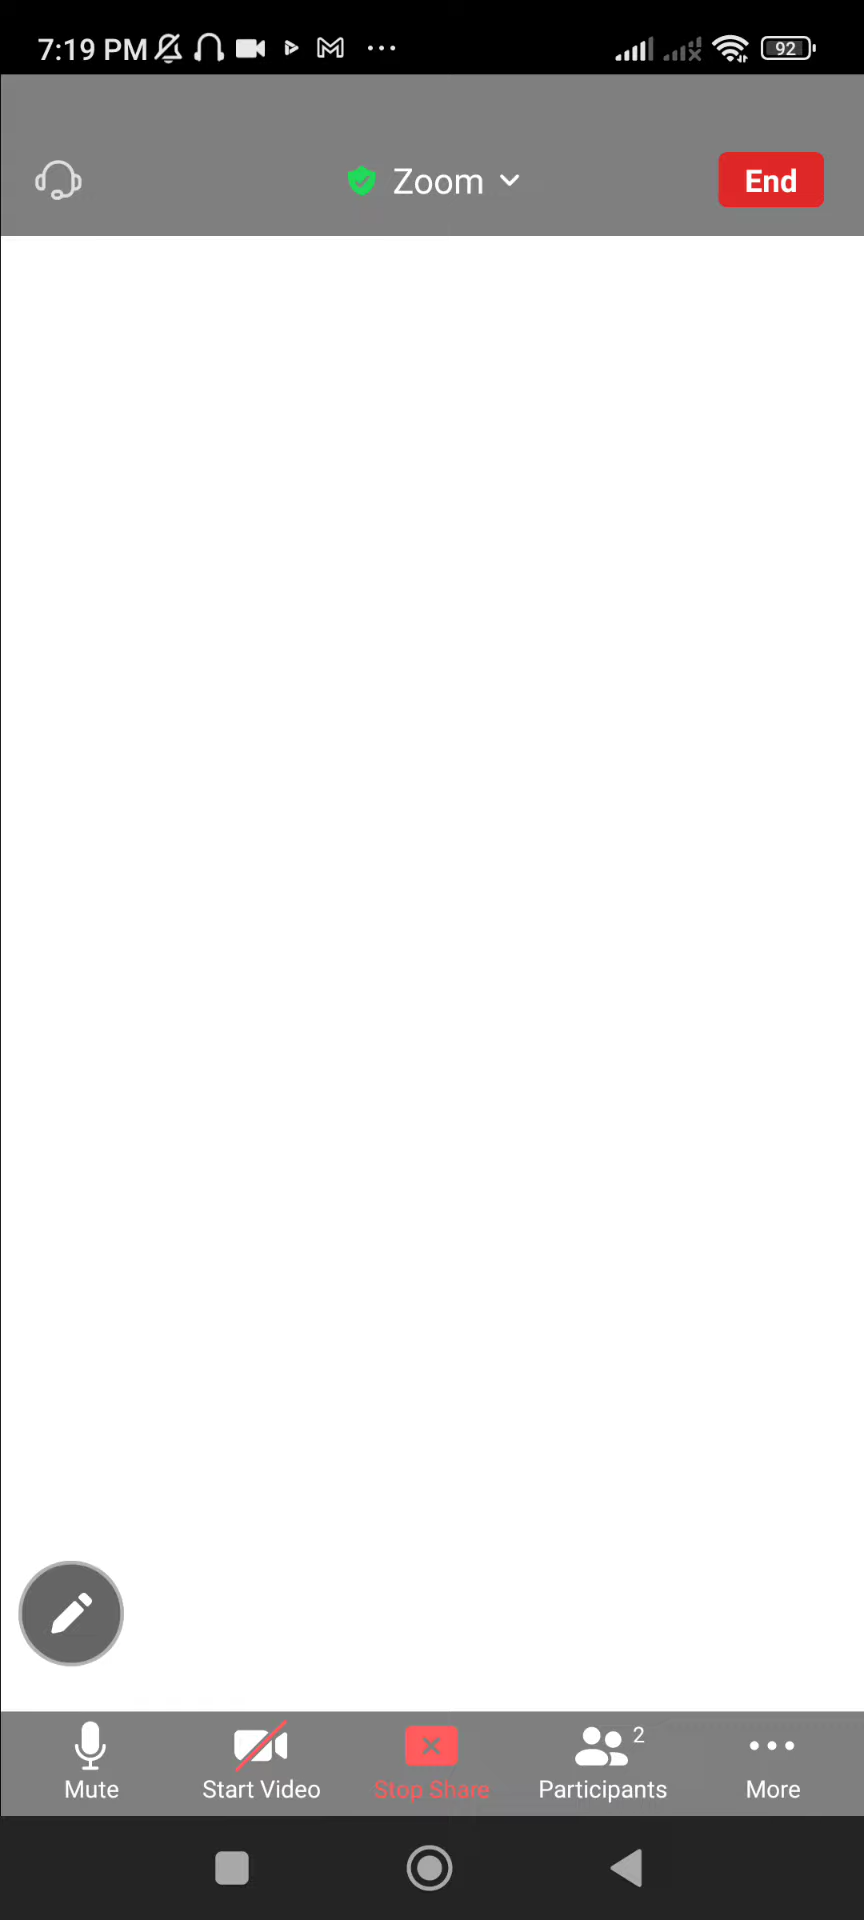 7:19 PM
92
Zoom
End
2
Mute
Start Video
Stop Share
Participants
More